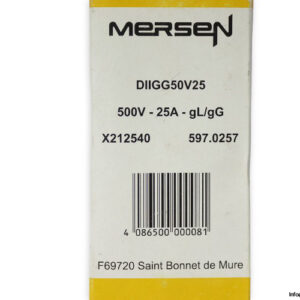 MERSEN
DIIGG50V25
500V - 25A - gL/gG
X212540 597.0257
4 086500 000081
F69720 Saint Bonnet de Mure